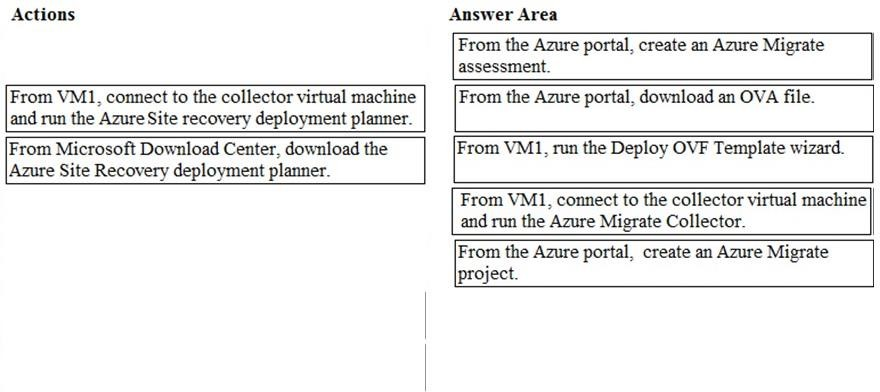 Actions
From VM1, connect to the collector virtual machine
and run the Azure Site recovery deployment planner.
From Microsoft Download Center, download the
Azure Site Recovery deployment planner.
Answer Area
From the Azure portal, create an Azure Migrate
assessment.
From the Azure portal, download an OVA file.
From VM1, run the Deploy OVF Template wizard.
From VM1, connect to the collector virtual machine
and run the Azure Migrate Collector.
From the Azure portal, create an Azure Migrate
project.